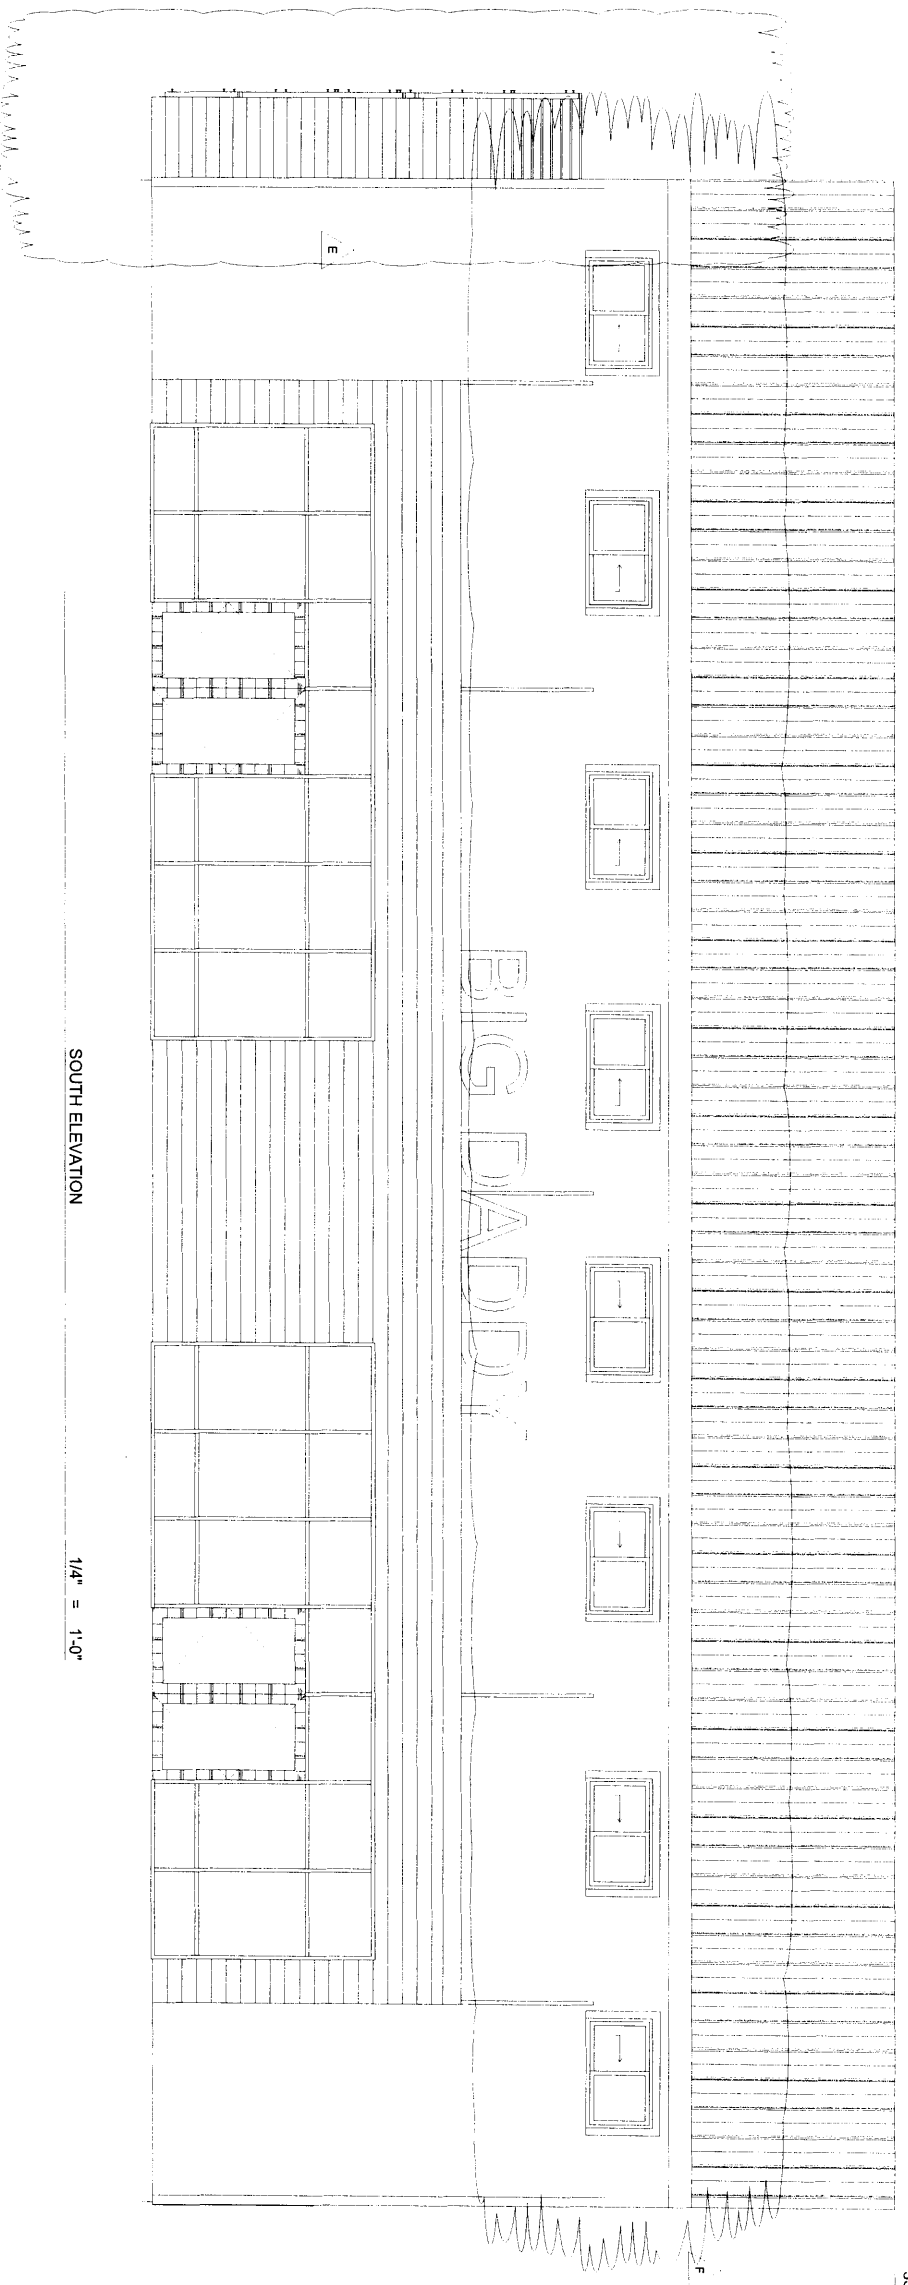 E
BIG DADDY
F
SOUTH ELEVATION
1/4" = 1'-0"